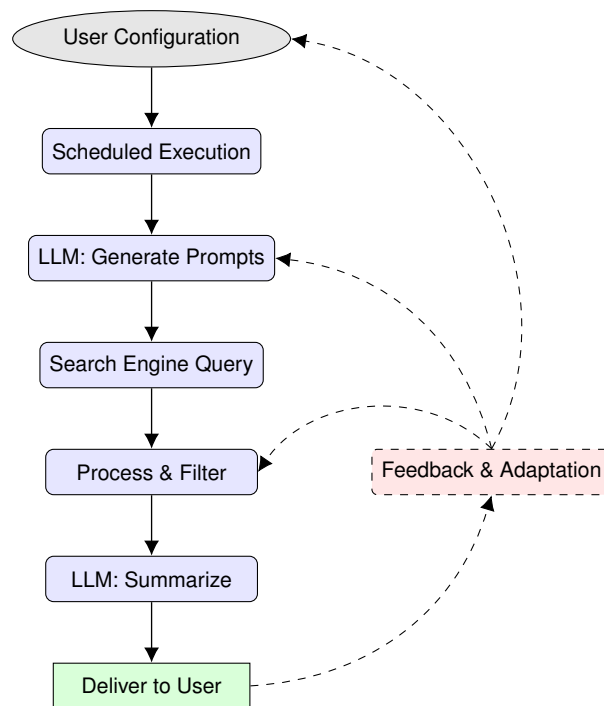 User Configuration
Scheduled Execution
LLM: Generate Prompts
Search Engine Query
Process & Filter
Feedback & Adaptation
LLM: Summarize
Deliver to User